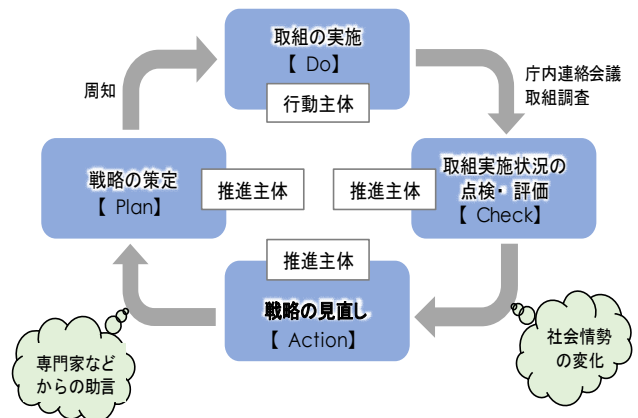 取組の実施
【 Do】
行動主体
周知
庁内連絡会議
取組調査
戦略の策定
【 Plan】
推進主体
推進主体
取組実施状況の
点検・評価
【 Check】
推進主体
戦略の見直し
【 Action】
専門家など
からの助言
社会情勢
の変化